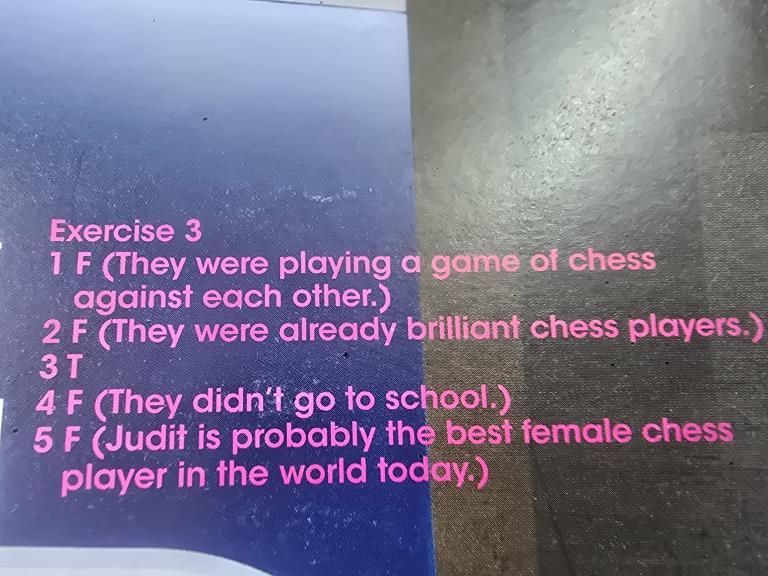 Exercise 3
1 F (They were playing a game of chess
against each other.)
2 F (They were already brilliant chess players.)
3 T
4 F (They didn't go to school.)
5 F (Judit is probably the best female chess
player in the world today.)